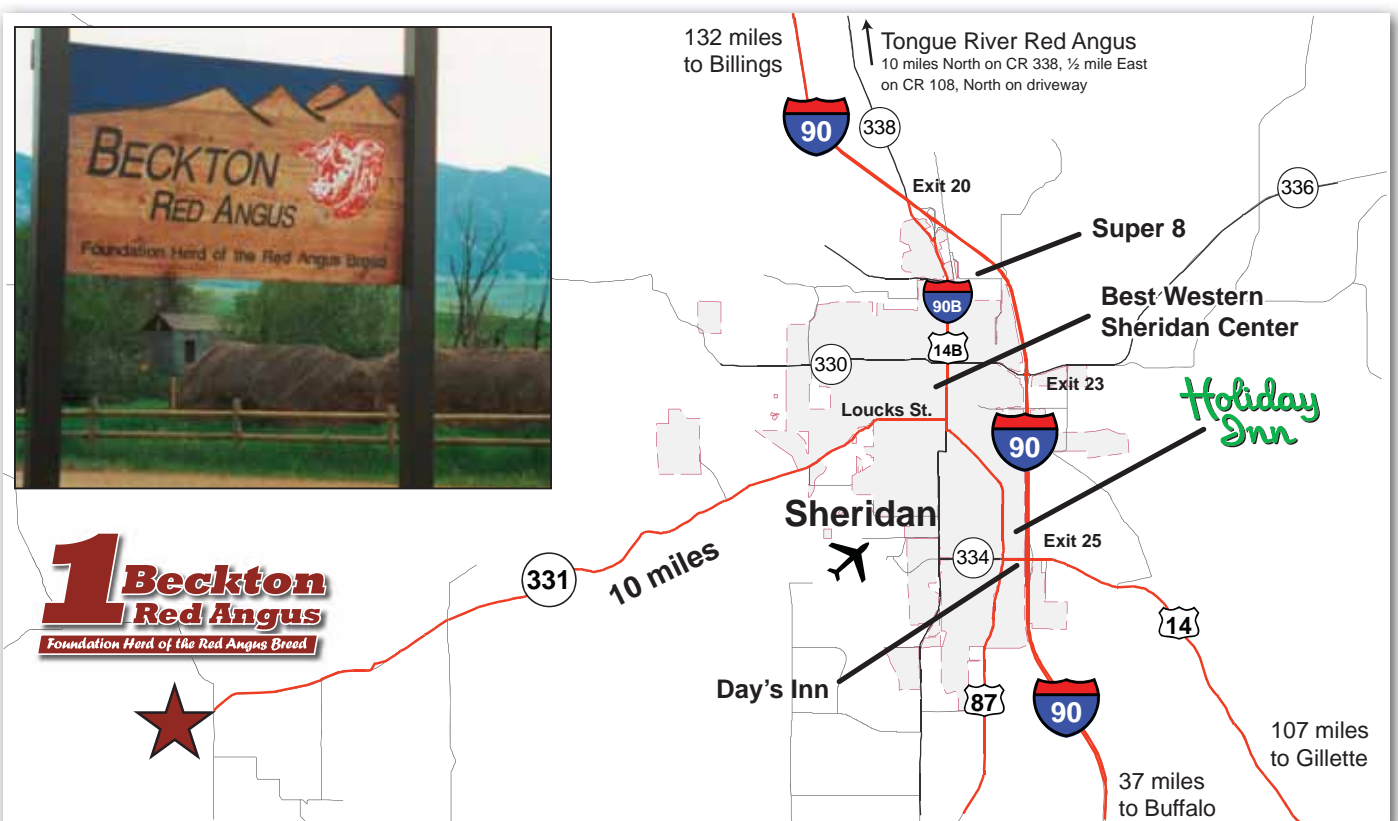 BECKTON
RED ANGUS
Foundation Herd of the Red Angus Breed
132 miles
to Billings
Tongue River Red Angus
10 miles North on CR 338, ½ mile East
on CR 108, North on driveway
90
338
336
Exit 20
Super 8
90B
Best Western
Sheridan Center
14B
330
Exit 23
Holiday
Inn
Loucks St.
90
Sheridan
Exit 25
334
10 miles
331
1 Beckton
Red Angus
Foundation Herd of the Red Angus Breed
14
Day's Inn
87
90
107 miles
to Gillette
37 miles
to Buffalo